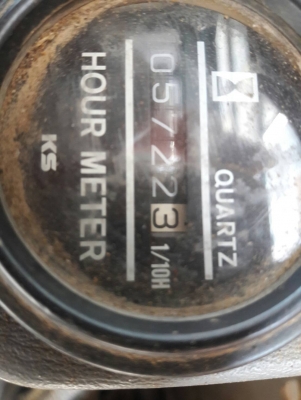 QUARTZ
057223 1/10H
HOUR METER
KS